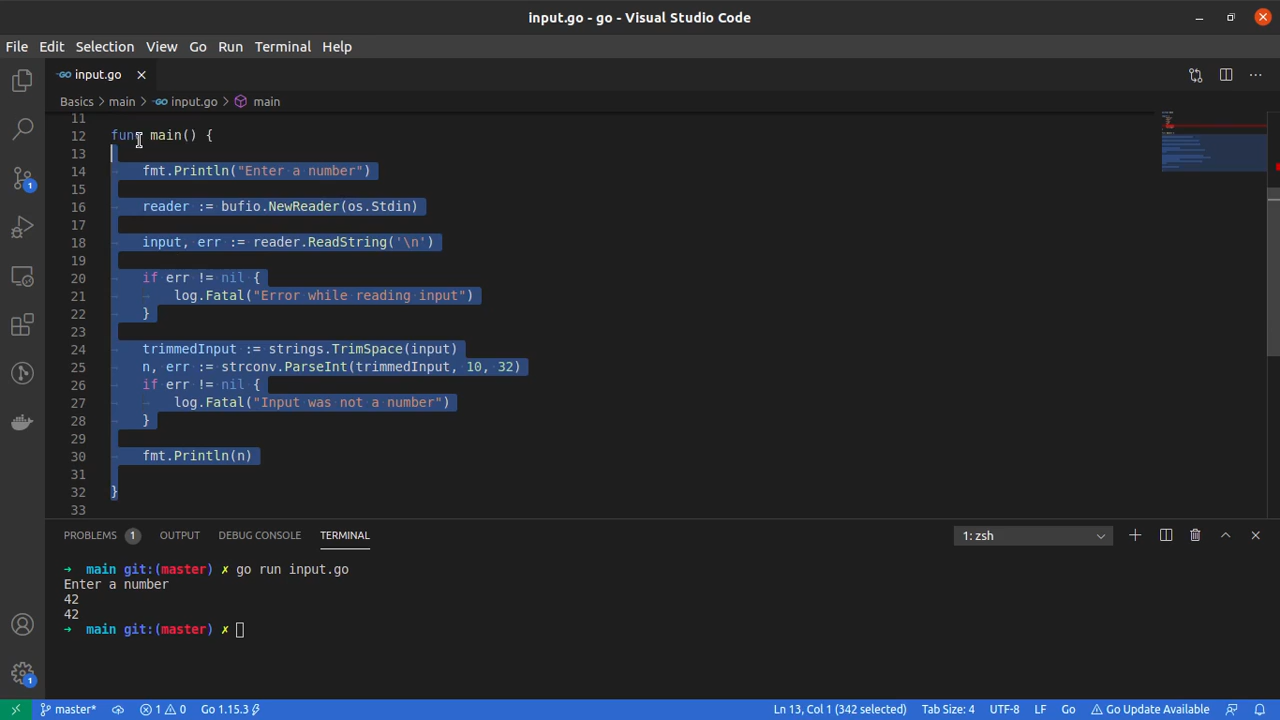 input.go - go - Visual Studio Code
File Edit Selection View Go Run Terminal Help
GO input.go
Basics > main > GO input.go > main
11
12 func main() {
13
14 fmt.Println("Enter a number")
15
16 reader := bufio.NewReader(os.Stdin)
17
18 input, err := reader.ReadString('\n')
19
20 if err != nil {
21 log.Fatal("Error while reading input")
22 }
23
24 trimmedInput := strings.TrimSpace(input)
25 n, err := strconv.ParseInt(trimmedInput, 10, 32)
26 if err != nil {
27 log.Fatal("Input was not a number")
28 }
29
30 fmt.Println(n)
31
32 }
33
PROBLEMS 1 OUTPUT DEBUG CONSOLE TERMINAL 1: zsh
→ main git:(master) ✗ go run input.go
Enter a number
42
42
→ main git:(master) ✗
1
1
master* 1 0 Go 1.15.3 Ln 13, Col 1 (342 selected) Tab Size: 4 UTF-8 LF Go Go Update Available